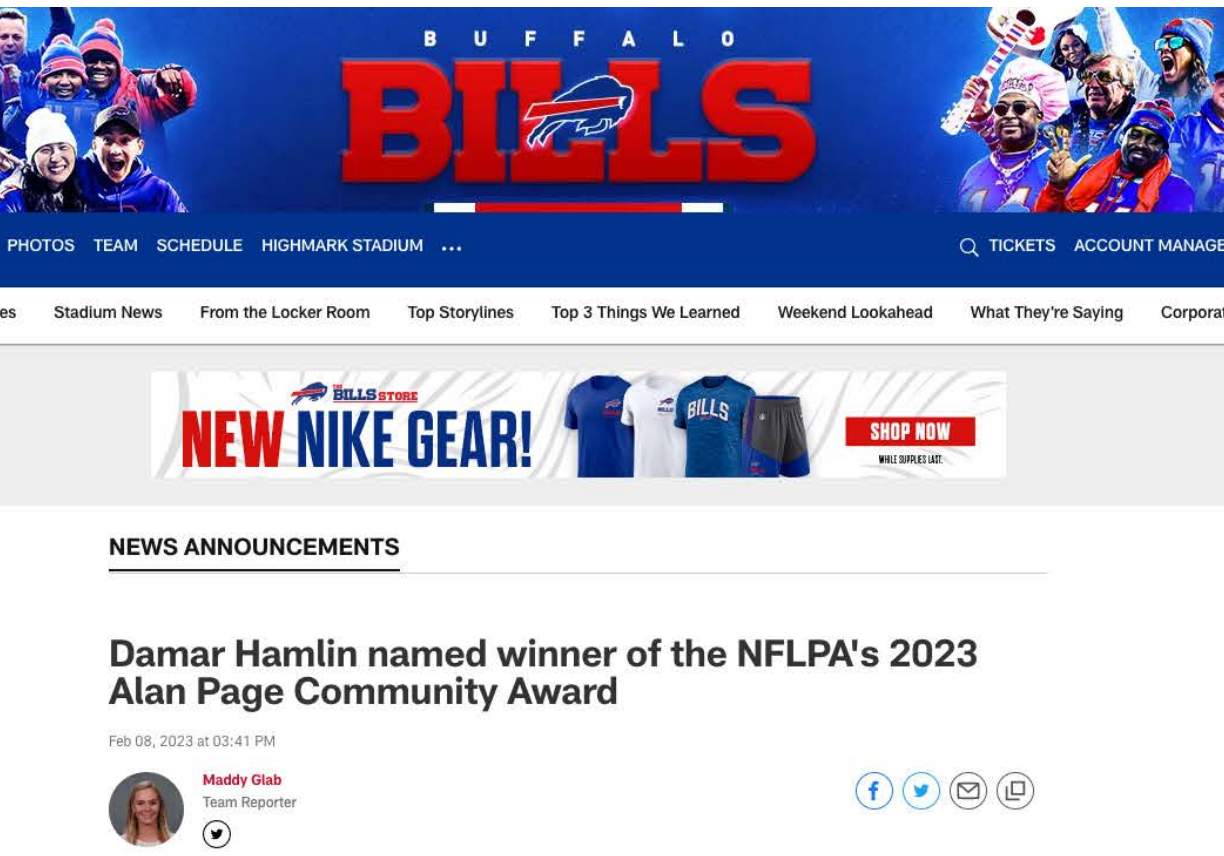 BUFFALO
BILLS
PHOTOS TEAM SCHEDULE HIGHMARK STADIUM ... TICKETS ACCOUNT MANAGE
es Stadium News From the Locker Room Top Storylines Top 3 Things We Learned Weekend Lookahead What They're Saying Corporat
THE
BILLS STORE
NEW NIKE GEAR!
BILLS
SHOP NOW
WHILE SUPPLIES LAST.
NEWS ANNOUNCEMENTS
Damar Hamlin named winner of the NFLPA's 2023
Alan Page Community Award
Feb 08, 2023 at 03:41 PM
Maddy Glab
Team Reporter